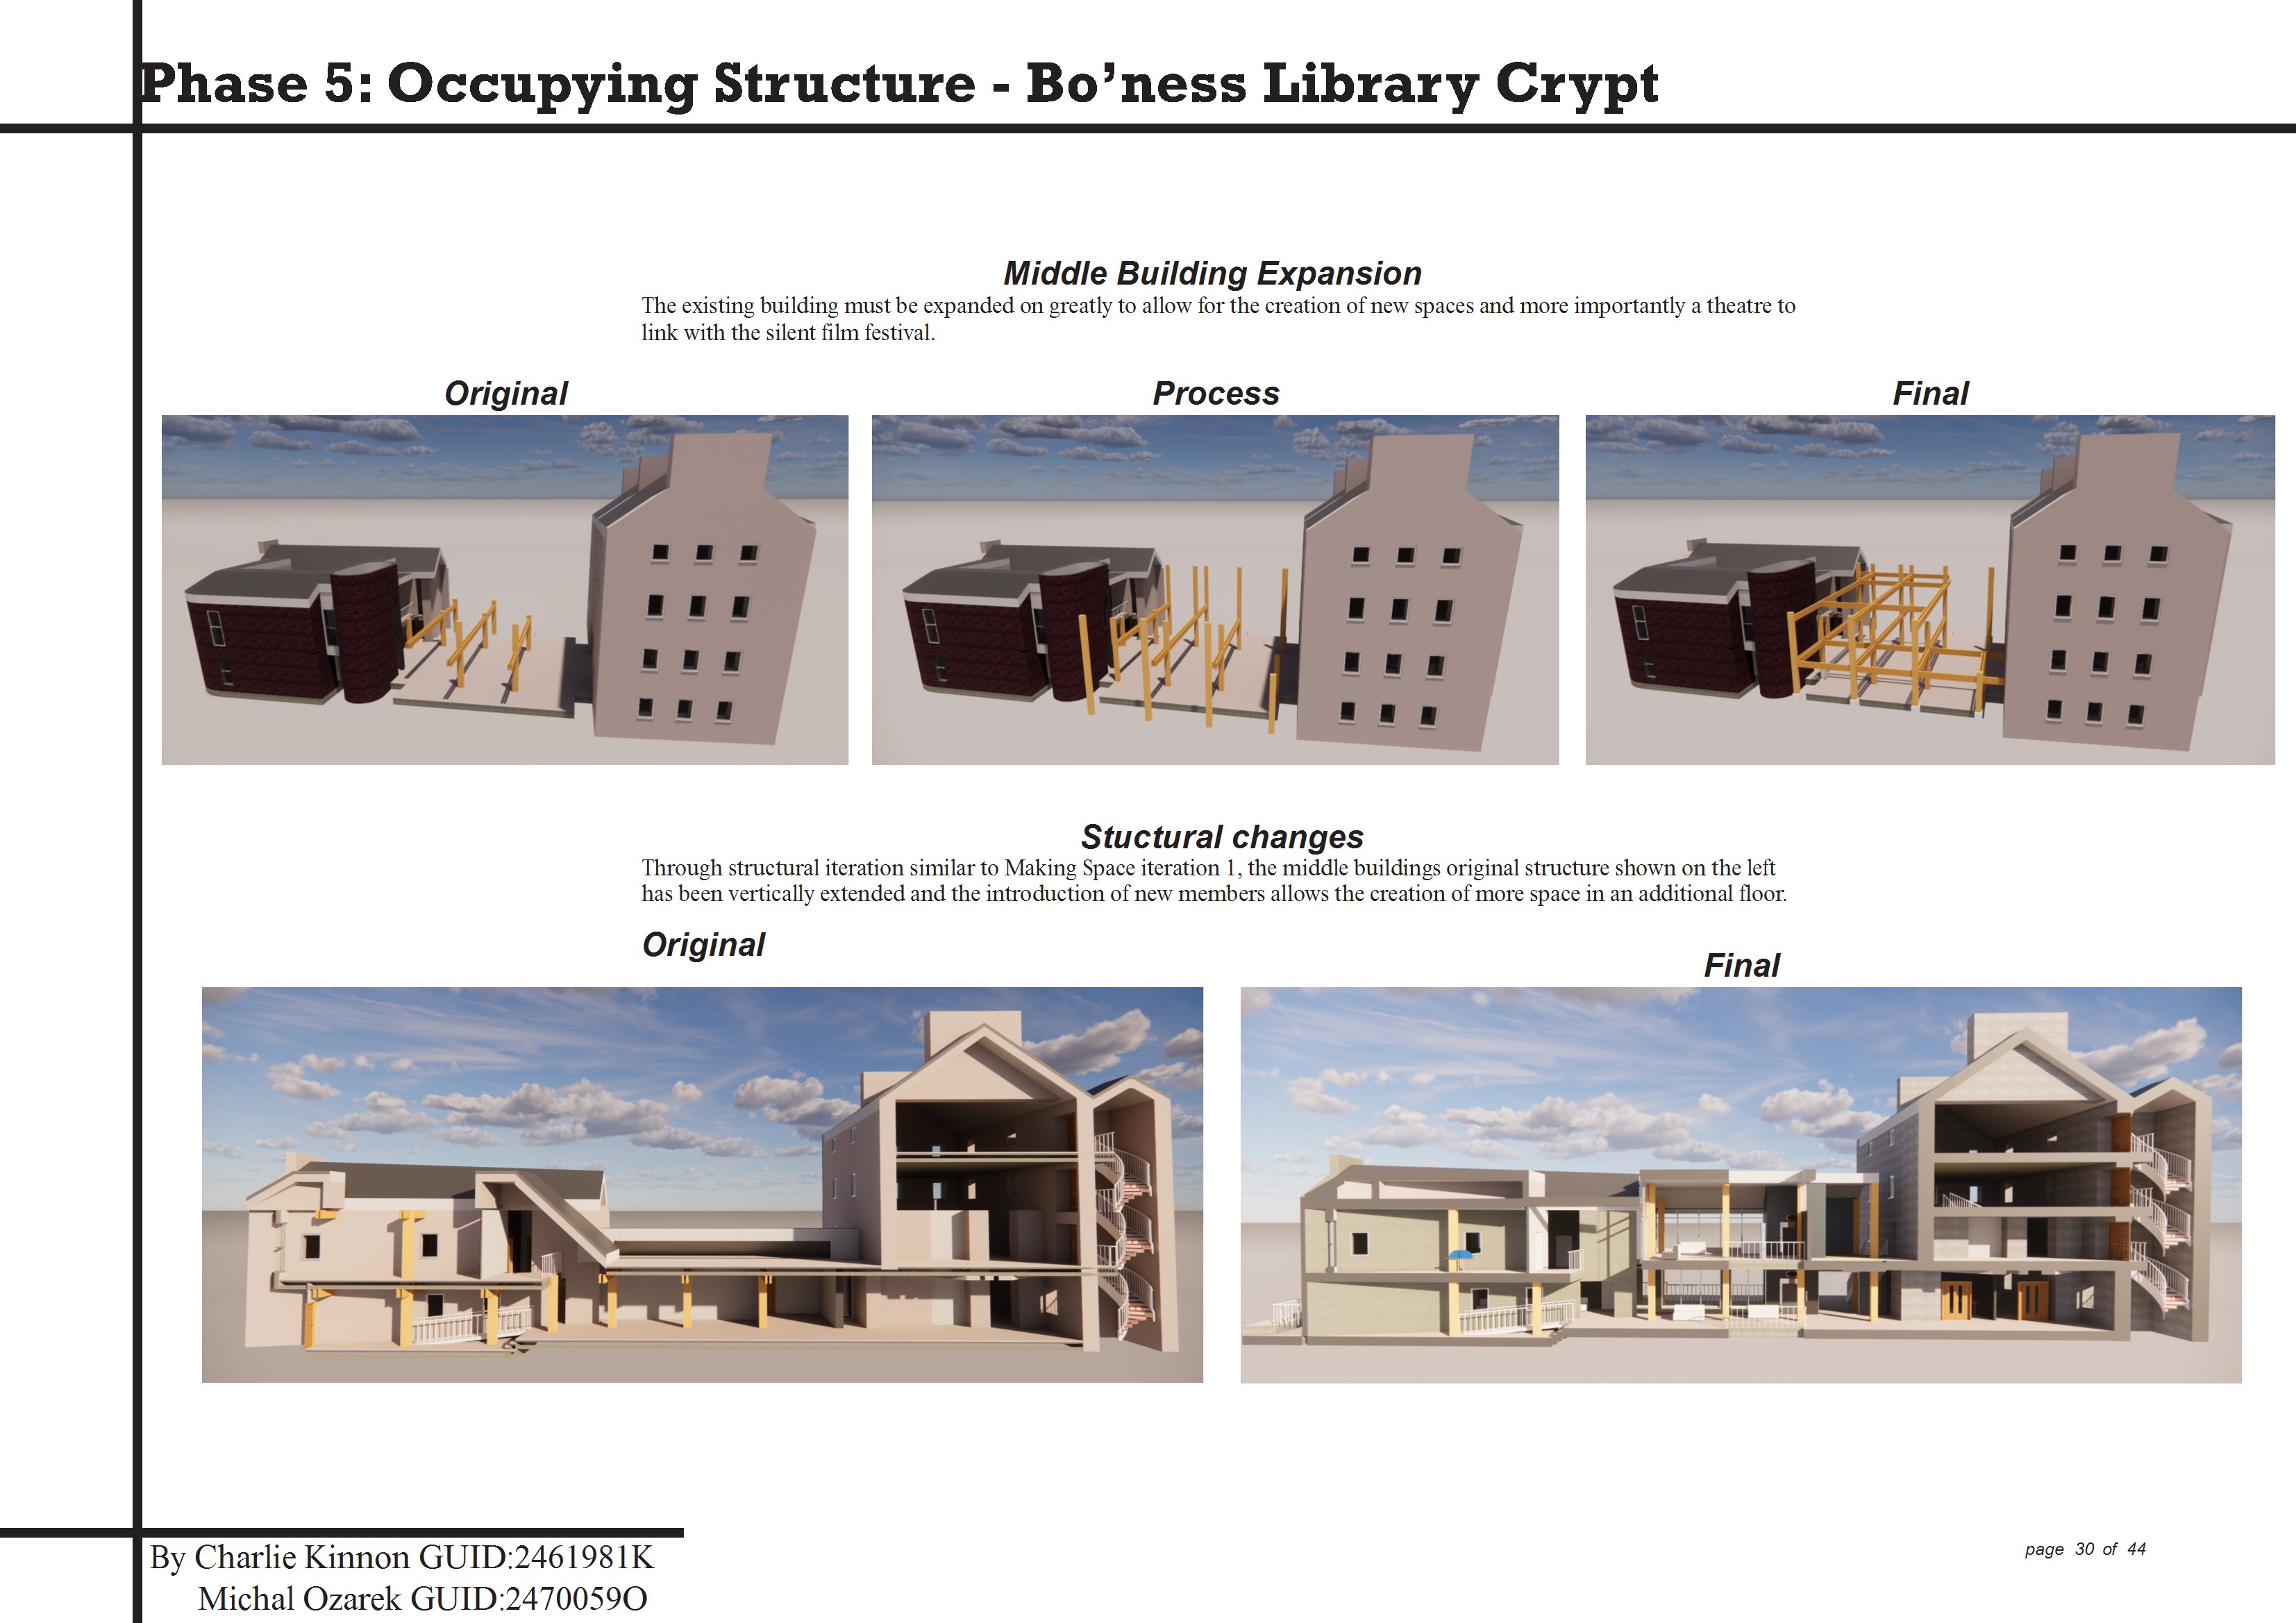 Phase 5: Occupying Structure - Bo’ness Library Crypt
Middle Building Expansion
The existing building must be expanded on greatly to allow for the creation of new spaces and more importantly a theatre to
link with the silent film festival.
Original
Process
Final
Stuctural changes
Through structural iteration similar to Making Space iteration 1, the middle buildings original structure shown on the left
has been vertically extended and the introduction of new members allows the creation of more space in an additional floor.
Original
Final
By Charlie Kinnon GUID:2461981K
Michal Ozarek GUID:2470059O
page 30 of 44